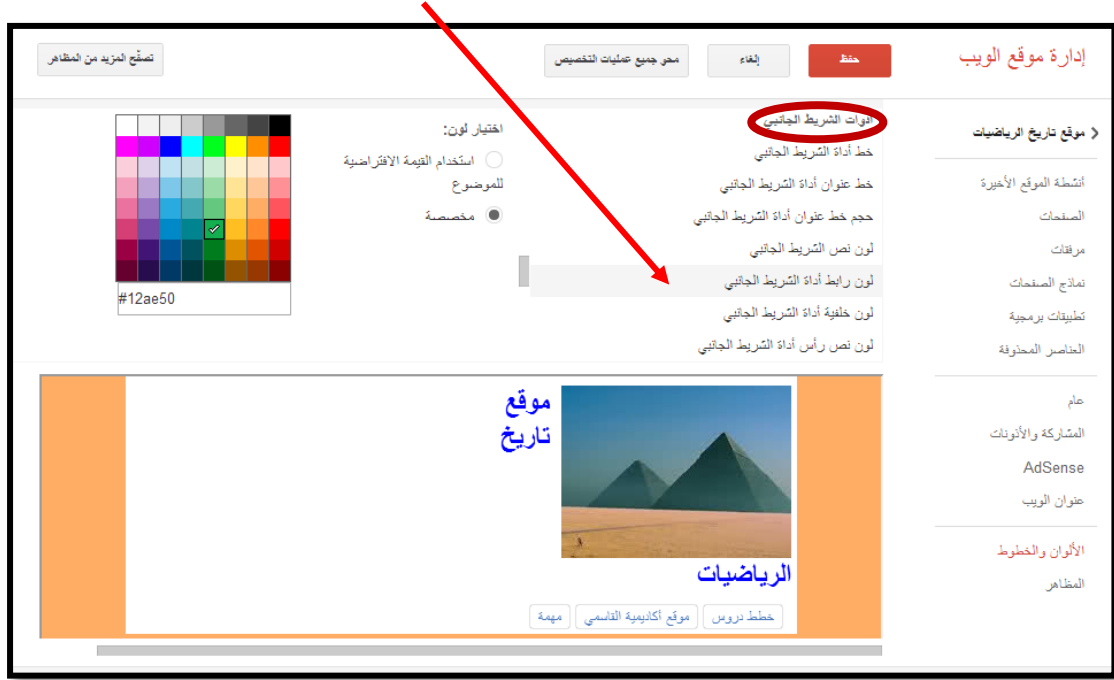 إدارة موقع الويب
حفظ
إلغاء
محو جميع عمليات التخصيص
تصفّح المزيد من المظاهر
موقع تاريخ الرياضيات
أنشطة الموقع الأخيرة
الصفحات
مرفقات
نماذج الصفحات
تطبيقات برمجية
العناصر المحذوفة
عام
المشاركة والأذونات
AdSense
عنوان الويب
الألوان والخطوط
المظاهر
أدوات الشريط الجانبي
خط أداة الشريط الجانبي
خط عنوان أداة الشريط الجانبي
حجم خط عنوان أداة الشريط الجانبي
لون نص الشريط الجانبي
لون رابط أداة الشريط الجانبي
لون خلفية أداة الشريط الجانبي
لون نص رأس أداة الشريط الجانبي
اختيار لون:
استخدام القيمة الافتراضية
للموضوع
مخصصة
#12ae50
موقع
تاريخ
الرياضيات
خطط دروس
موقع أكاديمية القاسمي
مهمة